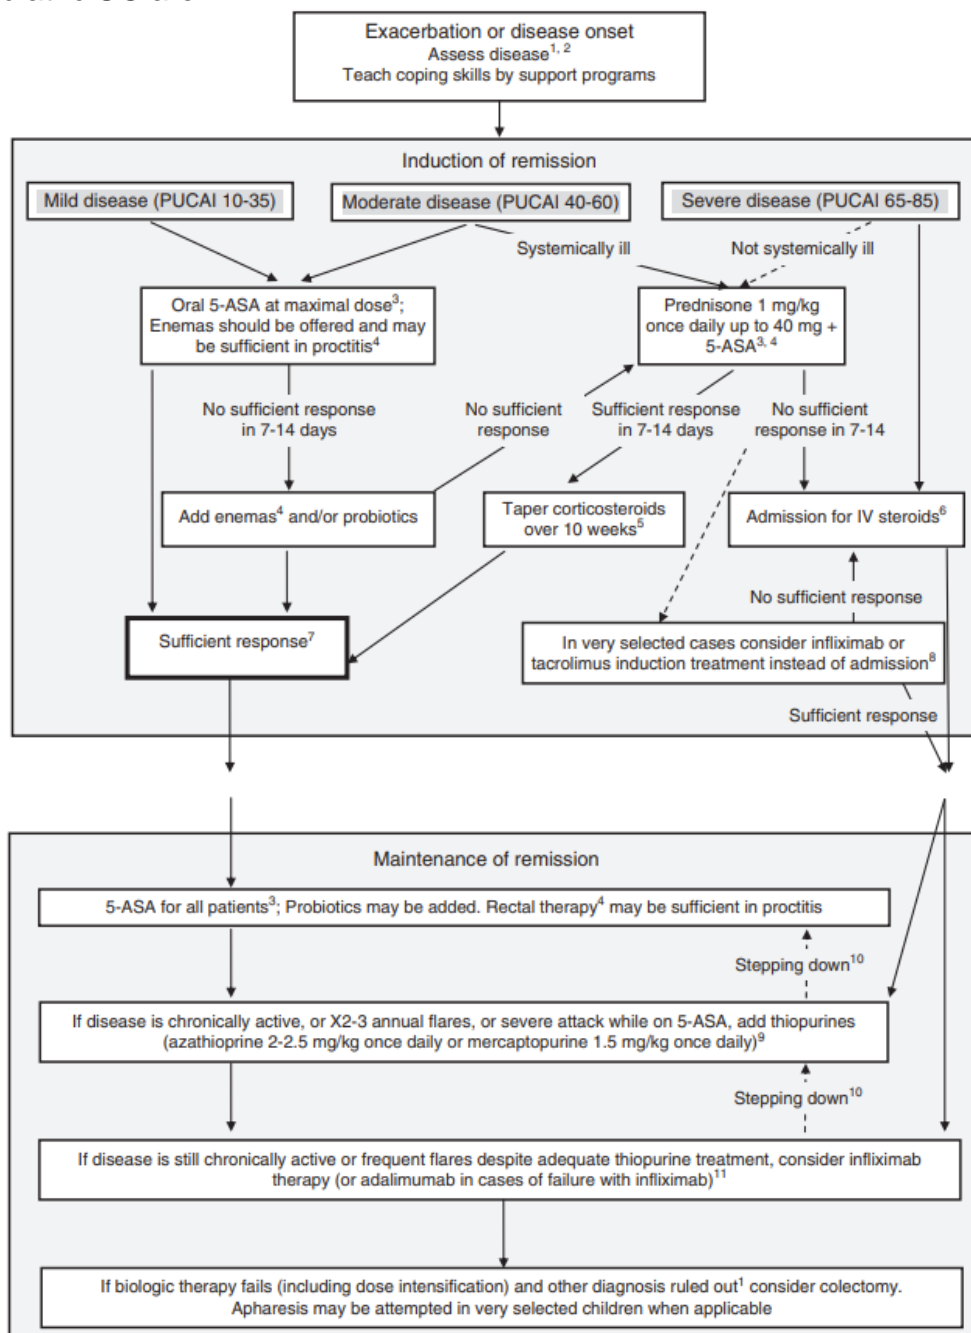 Exacerbation or disease onset
Assess disease1, 2
Teach coping skills by support programs
Induction of remission
Mild disease (PUCAI 10-35)
Moderate disease (PUCAI 40-60)
Severe disease (PUCAI 65-85)
Systemically ill
Not systemically ill
Oral 5-ASA at maximal dose3;
Enemas should be offered and may
be sufficient in proctitis4
Prednisone 1 mg/kg
once daily up to 40 mg +
5-ASA3, 4
No sufficient response
in 7-14 days
No sufficient
response
Sufficient response
in 7-14 days
No sufficient
response in 7-14
Add enemas4 and/or probiotics
Taper corticosteroids
over 10 weeks5
Admission for IV steroids6
No sufficient response
Sufficient response7
In very selected cases consider infliximab or
tacrolimus induction treatment instead of admission8
Sufficient response
Maintenance of remission
5-ASA for all patients3; Probiotics may be added. Rectal therapy4 may be sufficient in proctitis
Stepping down10
If disease is chronically active, or X2-3 annual flares, or severe attack while on 5-ASA, add thiopurines
(azathioprine 2-2.5 mg/kg once daily or mercaptopurine 1.5 mg/kg once daily)9
Stepping down10
If disease is still chronically active or frequent flares despite adequate thiopurine treatment, consider infliximab
therapy (or adalimumab in cases of failure with infliximab)11
If biologic therapy fails (including dose intensification) and other diagnosis ruled out1 consider colectomy.
Apharesis may be attempted in very selected children when applicable